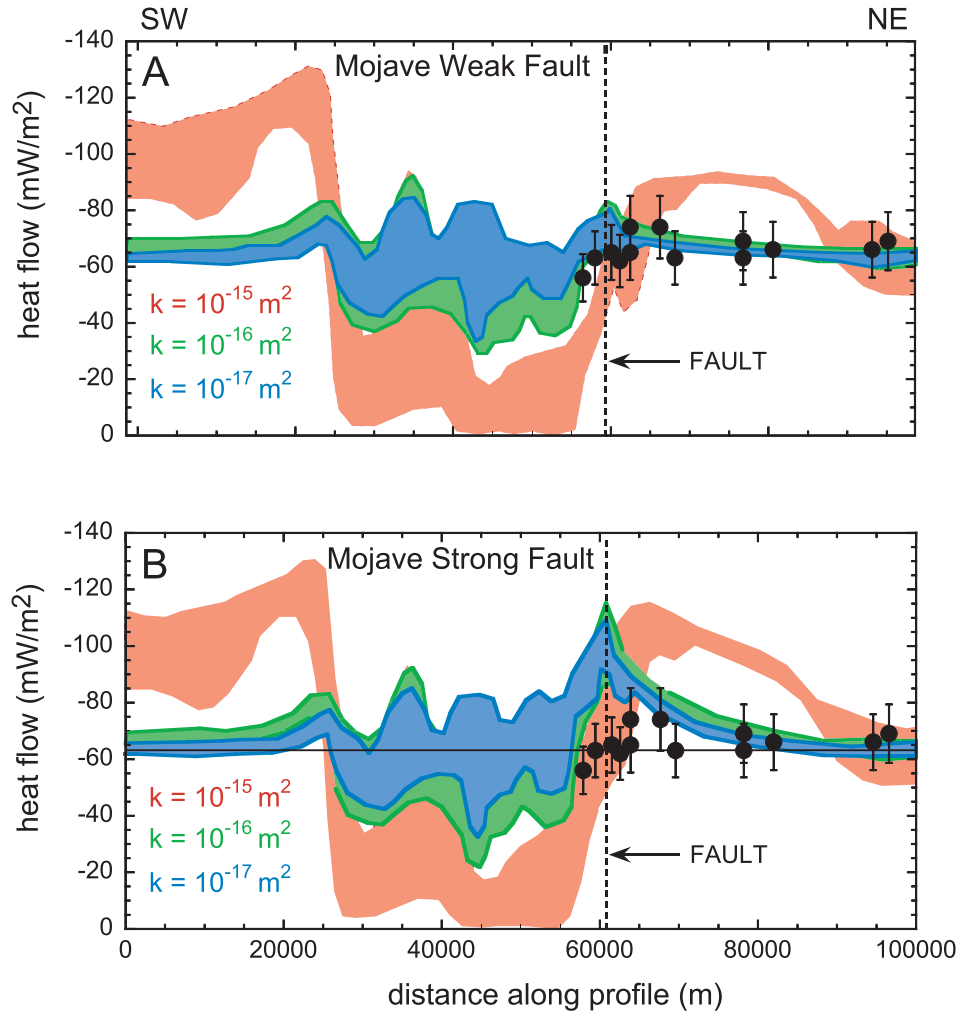 SW NE
-140
A Mojave Weak Fault
-120
-100
-80
-60
-40
-20
0
heat flow (mW/m2)
k = 10-15 m2
k = 10-16 m2
k = 10-17 m2
FAULT
-140
B Mojave Strong Fault
-120
-100
-80
-60
-40
-20
0
heat flow (mW/m2)
k = 10-15 m2
k = 10-16 m2
k = 10-17 m2
FAULT
0 20000 40000 60000 80000 100000
distance along profile (m)